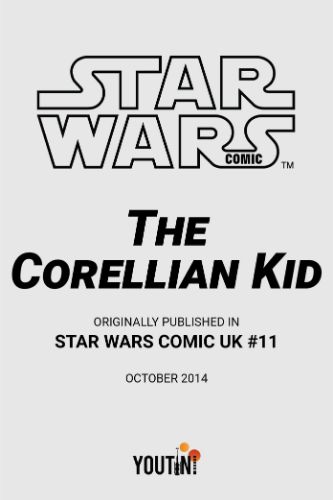 STAR
WARS
COMIC
TM
THE
CORELLIAN KID
ORIGINALLY PUBLISHED IN
STAR WARS COMIC UK #11
OCTOBER 2014
YOUTINI